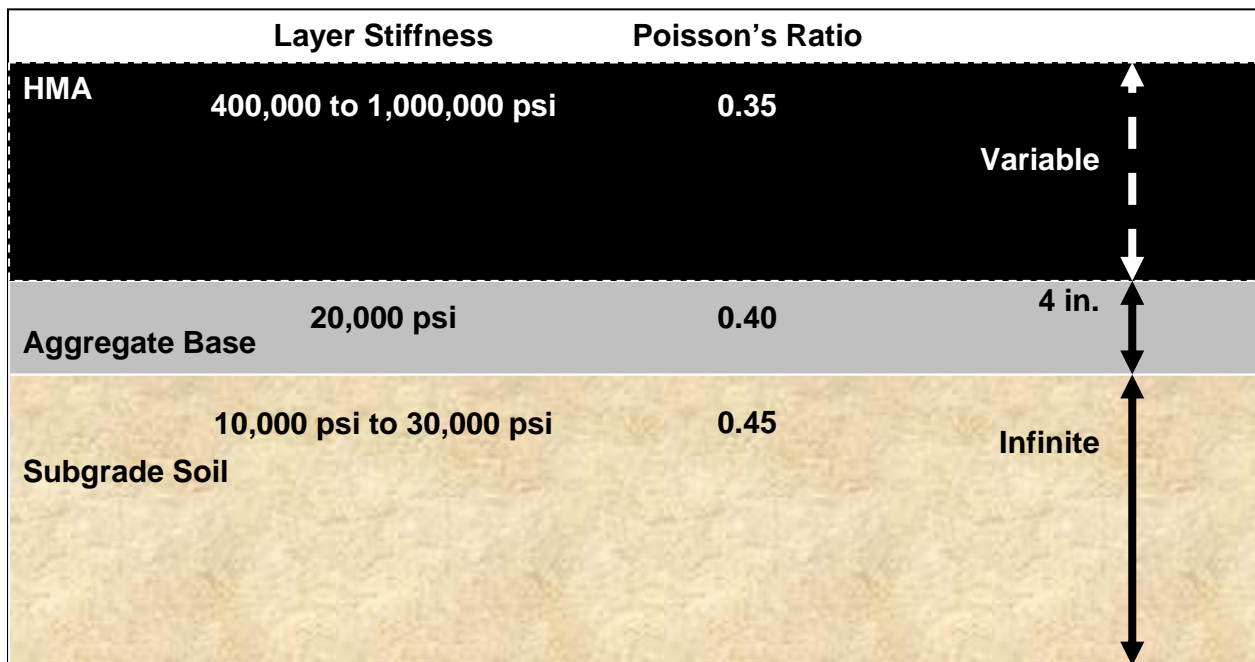 Layer Stiffness Poisson’s Ratio
HMA
400,000 to 1,000,000 psi 0.35
Variable
4 in.
20,000 psi 0.40
Aggregate Base
10,000 psi to 30,000 psi 0.45
Infinite
Subgrade Soil